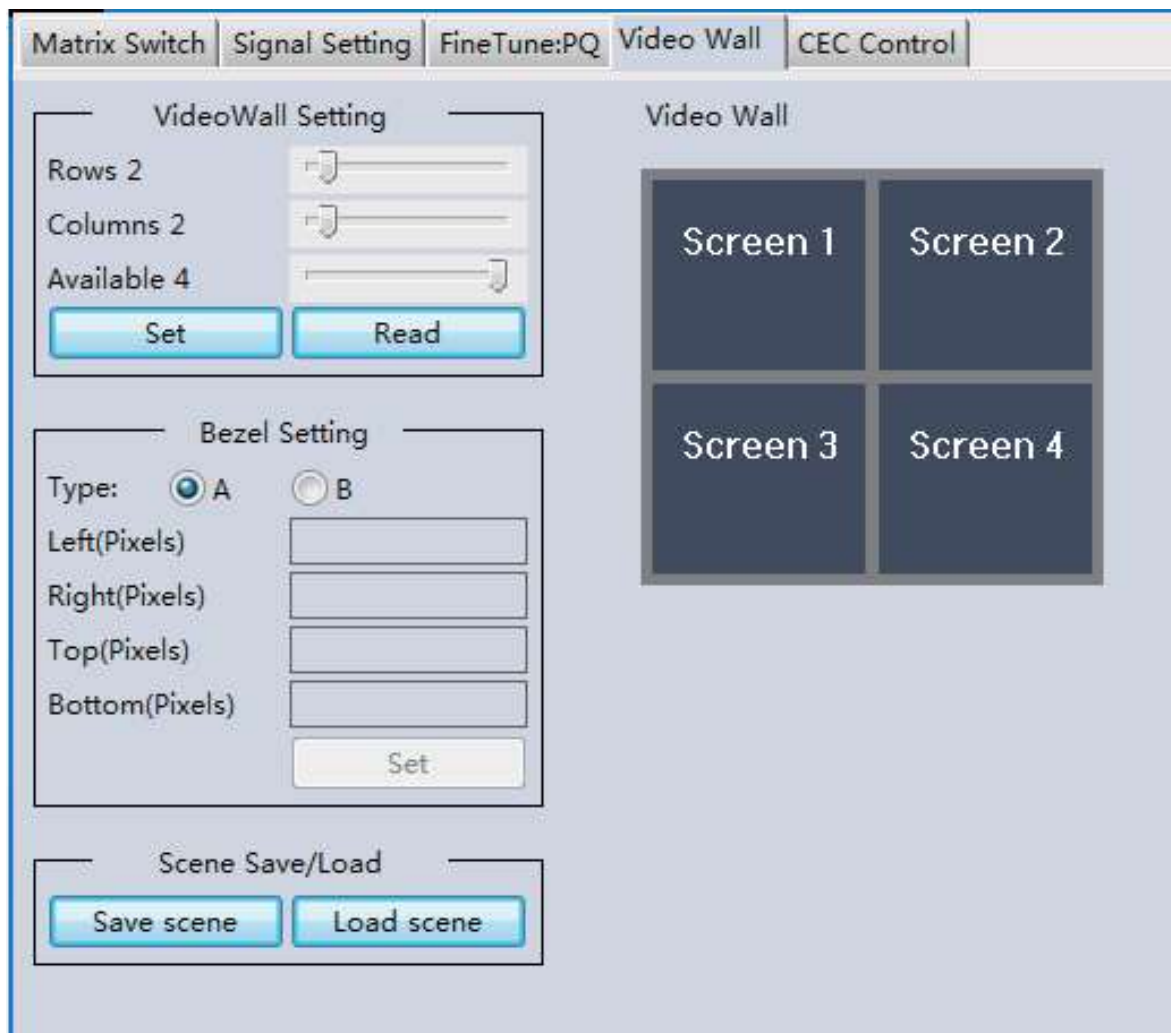 Matrix Switch Signal Setting FineTune:PQ Video Wall CEC Control
VideoWall Setting
Rows 2
Columns 2
Available 4
Set Read
Bezel Setting
Type: A B
Left(Pixels)
Right(Pixels)
Top(Pixels)
Bottom(Pixels)
Set
Scene Save/Load
Save scene Load scene
Video Wall
Screen 1 Screen 2
Screen 3 Screen 4